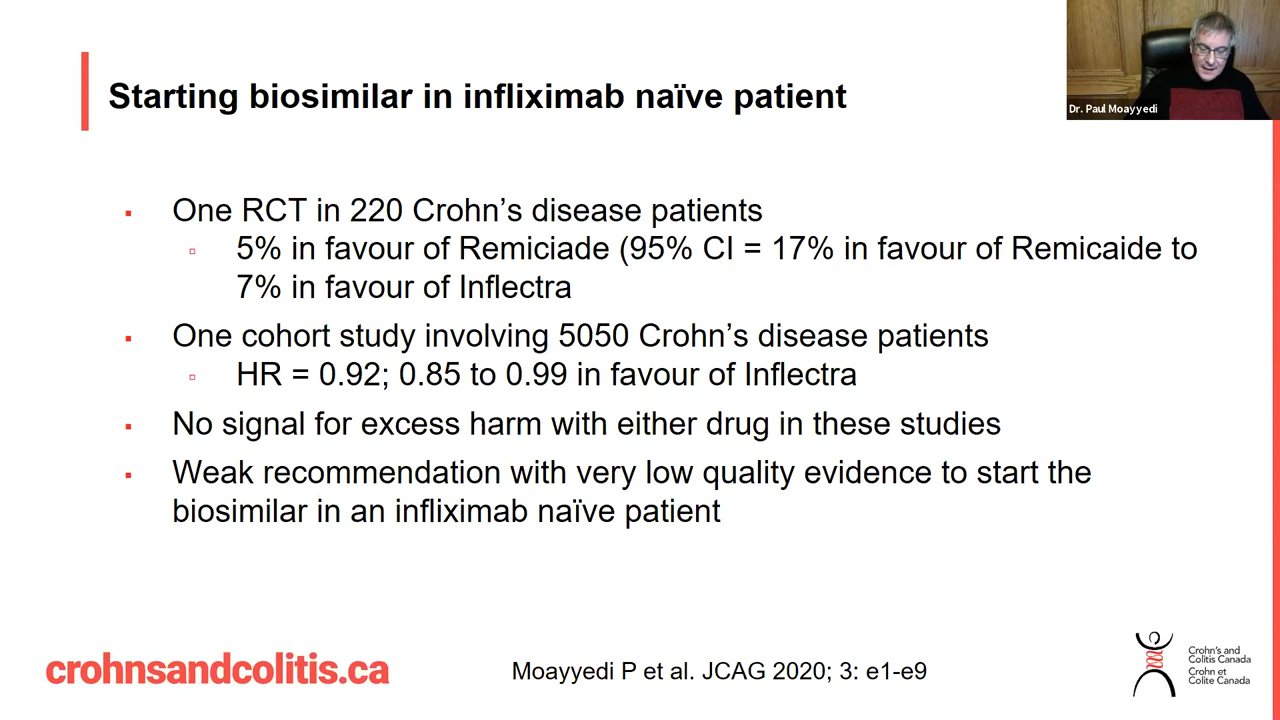 Dr. Paul Moayyedi
Starting biosimilar in infliximab naïve patient
One RCT in 220 Crohn's disease patients
5% in favour of Remiciade (95% CI = 17% in favour of Remicaide to
7% in favour of Inflectra
One cohort study involving 5050 Crohn's disease patients
HR = 0.92; 0.85 to 0.99 in favour of Inflectra
No signal for excess harm with either drug in these studies
Weak recommendation with very low quality evidence to start the
biosimilar in an infliximab naïve patient
crohnsandcolitis.ca
Moayyedi P et al. JCAG 2020; 3: e1-e9
Crohn's and
Colitis Canada
Crohn et
Colite Canada